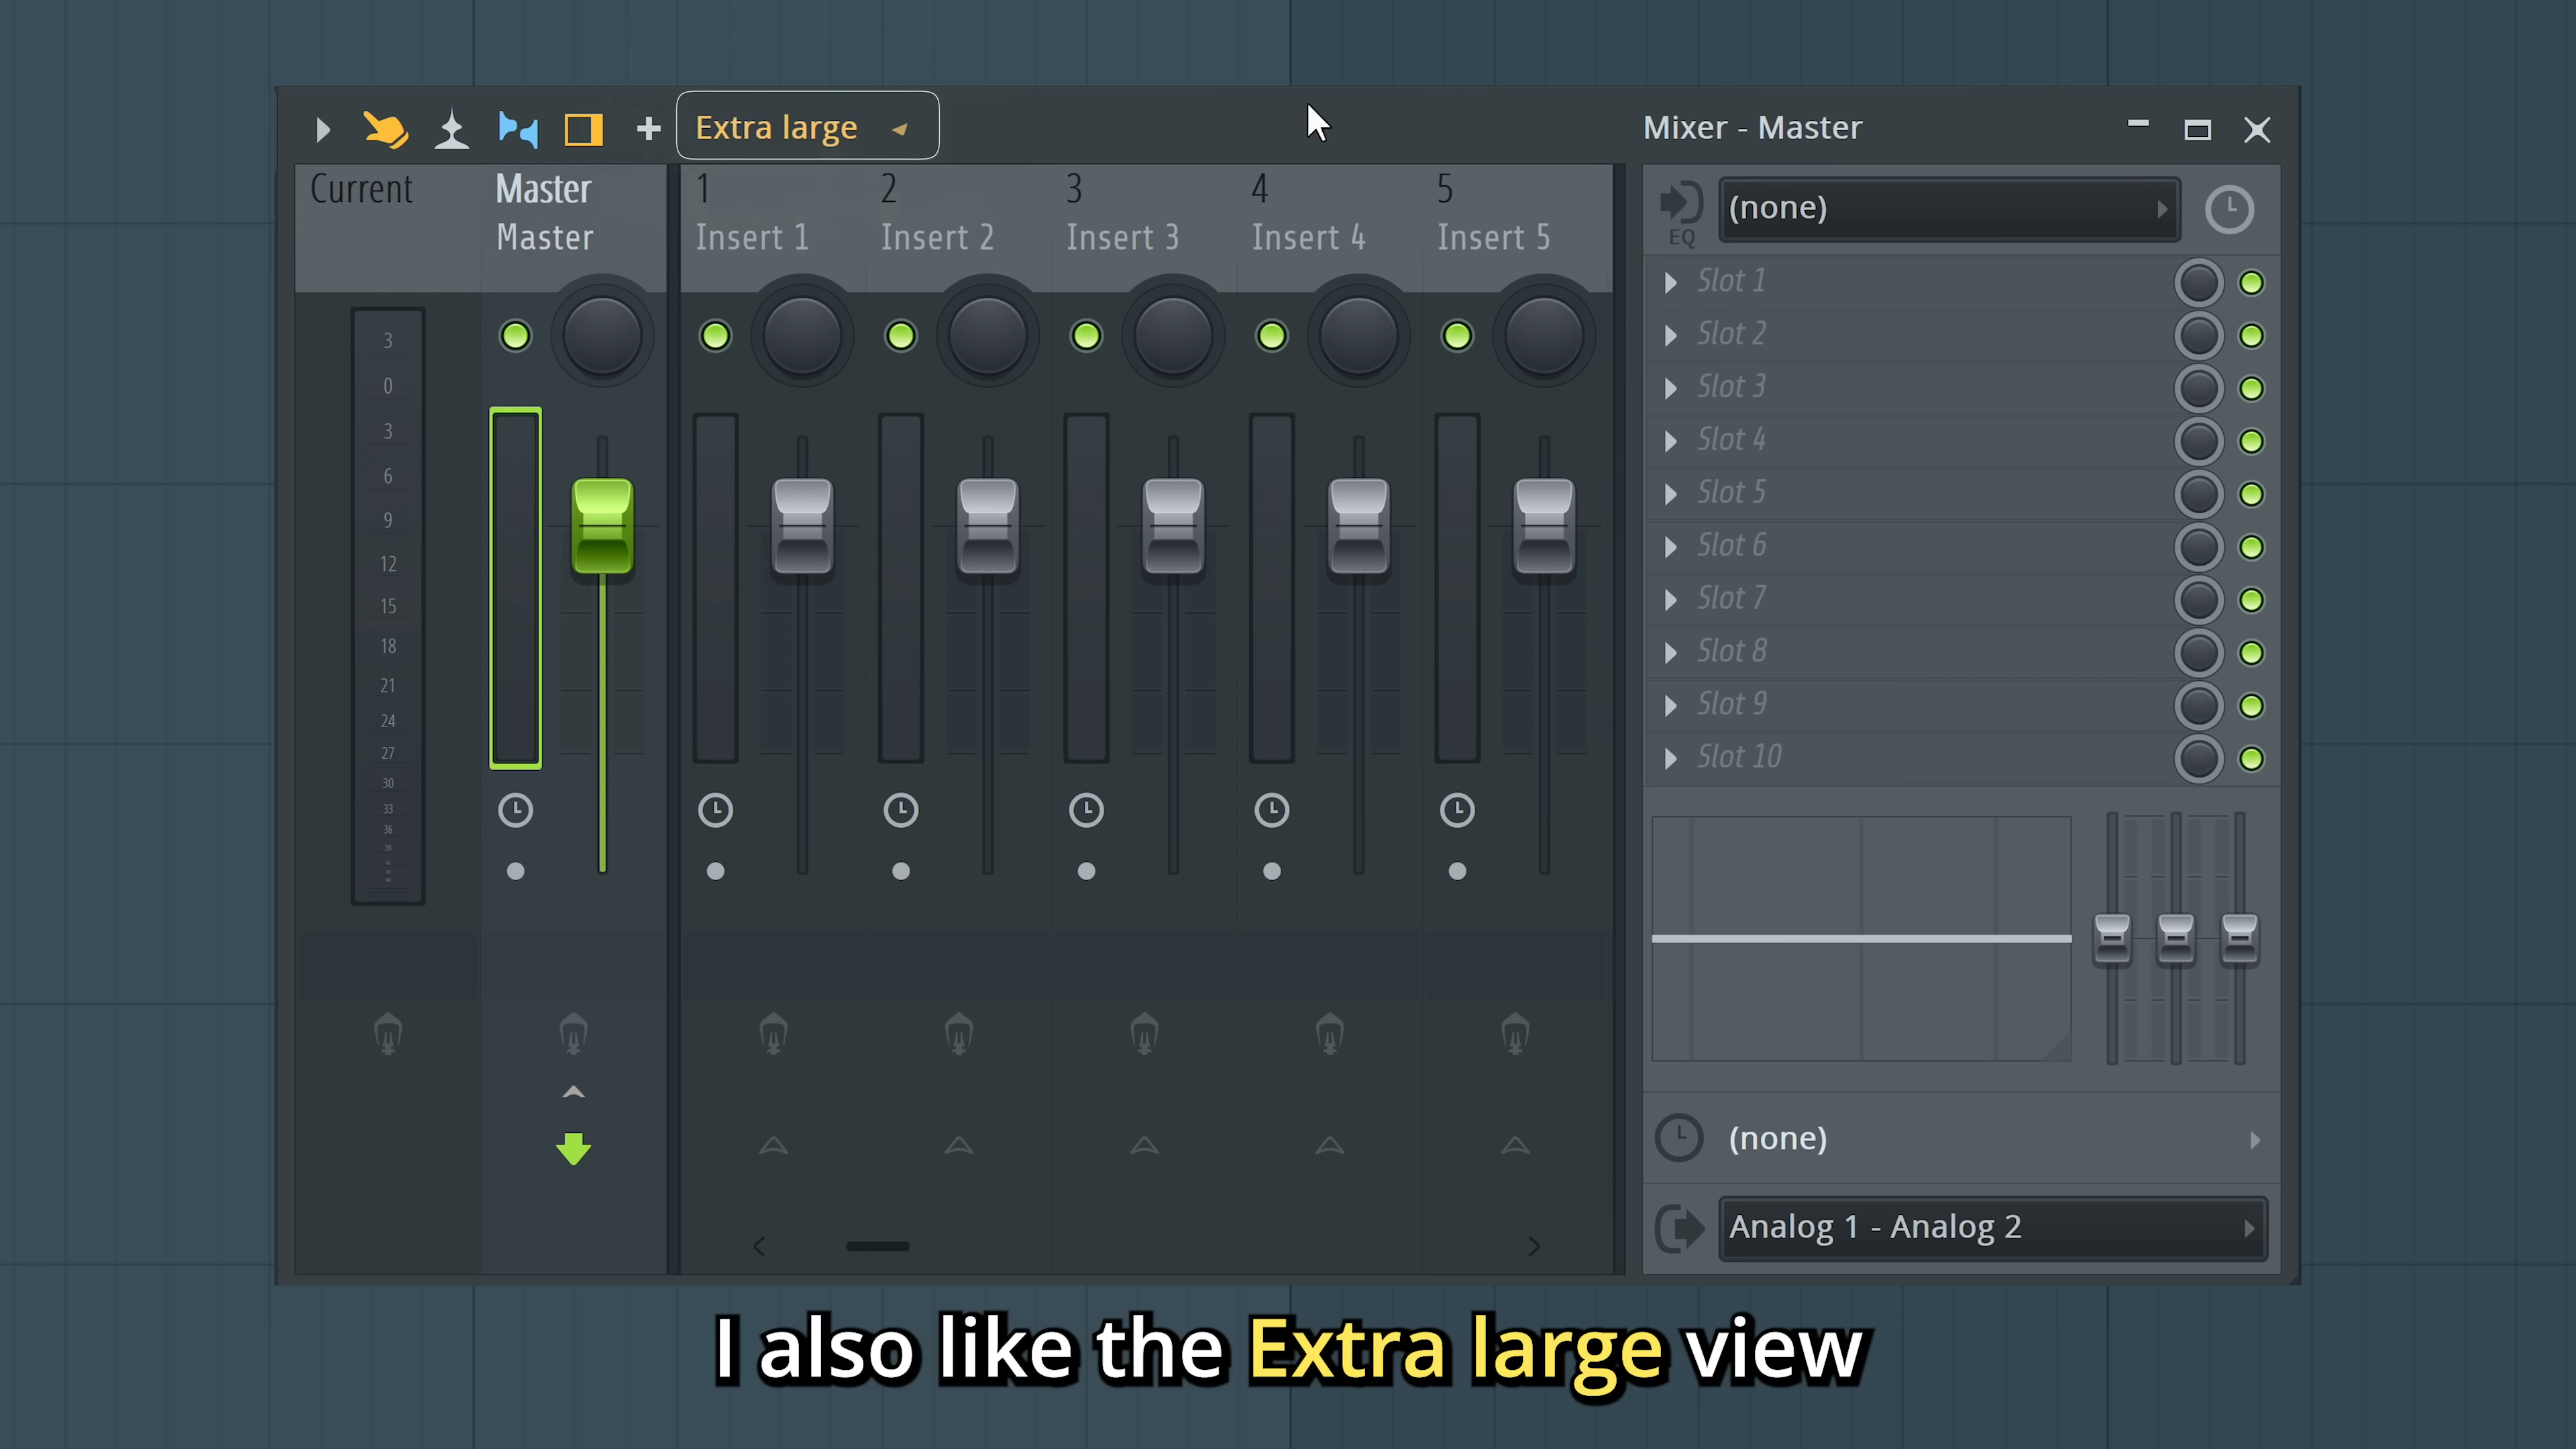 Extra large
Mixer - Master
Current
Master
Master
1
Insert 1
2
Insert 2
3
Insert 3
4
Insert 4
5
Insert 5
3
0
3
6
9
12
15
18
21
24
27
30
33
36
39
EQ
(none)
Slot 1
Slot 2
Slot 3
Slot 4
Slot 5
Slot 6
Slot 7
Slot 8
Slot 9
Slot 10
(none)
Analog 1 - Analog 2
I also like the Extra large view